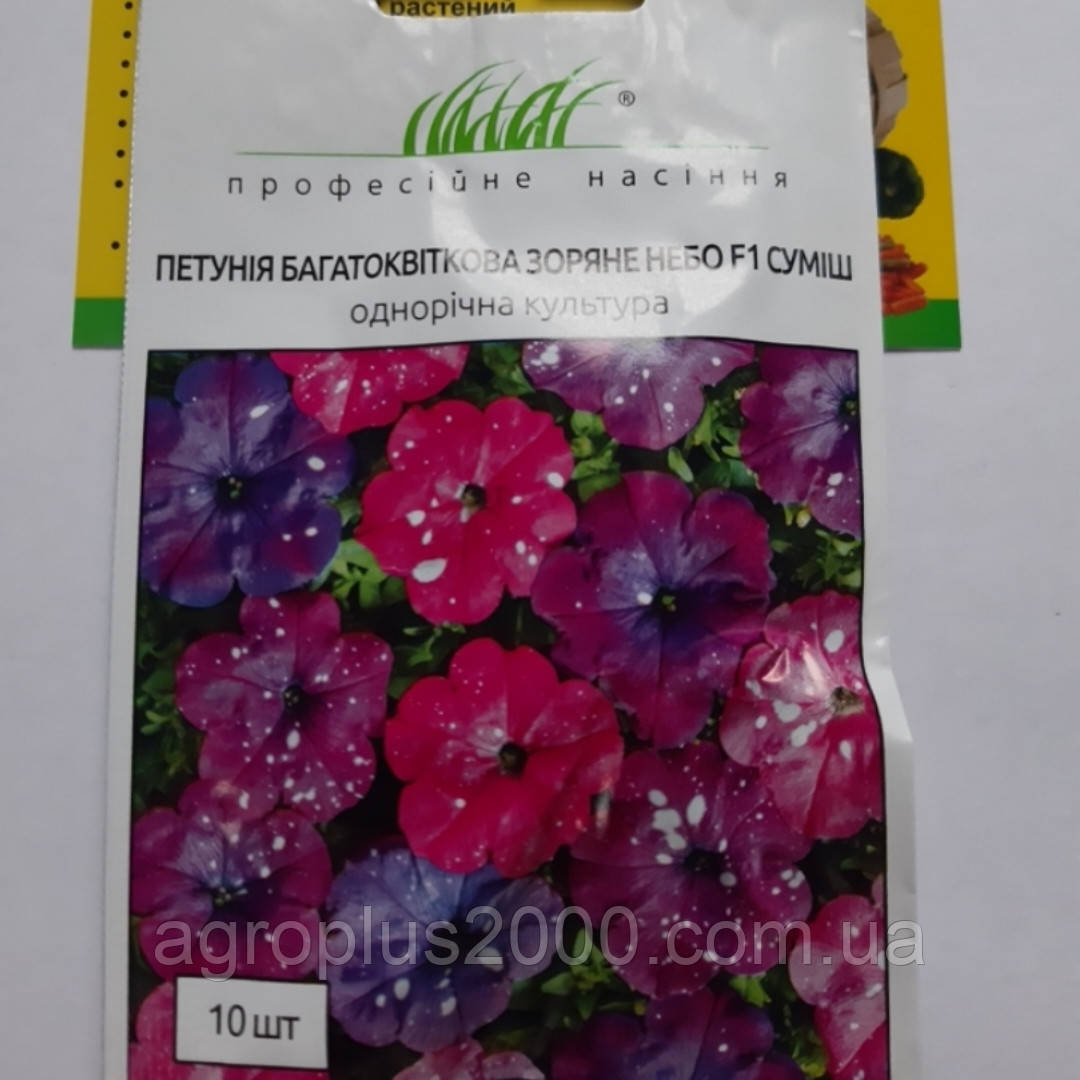 растений
®
професійне насіння
ПЕТУНІЯ БАГАТОКВІТКОВА ЗОРЯНЕ НЕБО F1 СУМІШ
однорічна культура
agroplus2000.com.ua
10 шт